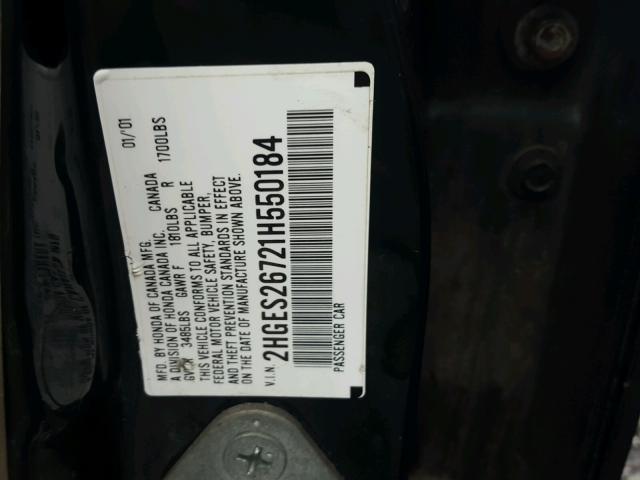 MFD. BY HONDA OF CANADA MFG. 01/01
A DIVISION OF HONDA CANADA INC. CANADA
GVWR 3485LBS GAWR F 1810LBS R 1700LBS
THIS VEHICLE CONFORMS TO ALL APPLICABLE
FEDERAL MOTOR VEHICLE SAFETY, BUMPER,
AND THEFT PREVENTION STANDARDS IN EFFECT
ON THE DATE OF MANUFACTURE SHOWN ABOVE.
V.I.N. 2HGES26721H550184
PASSENGER CAR